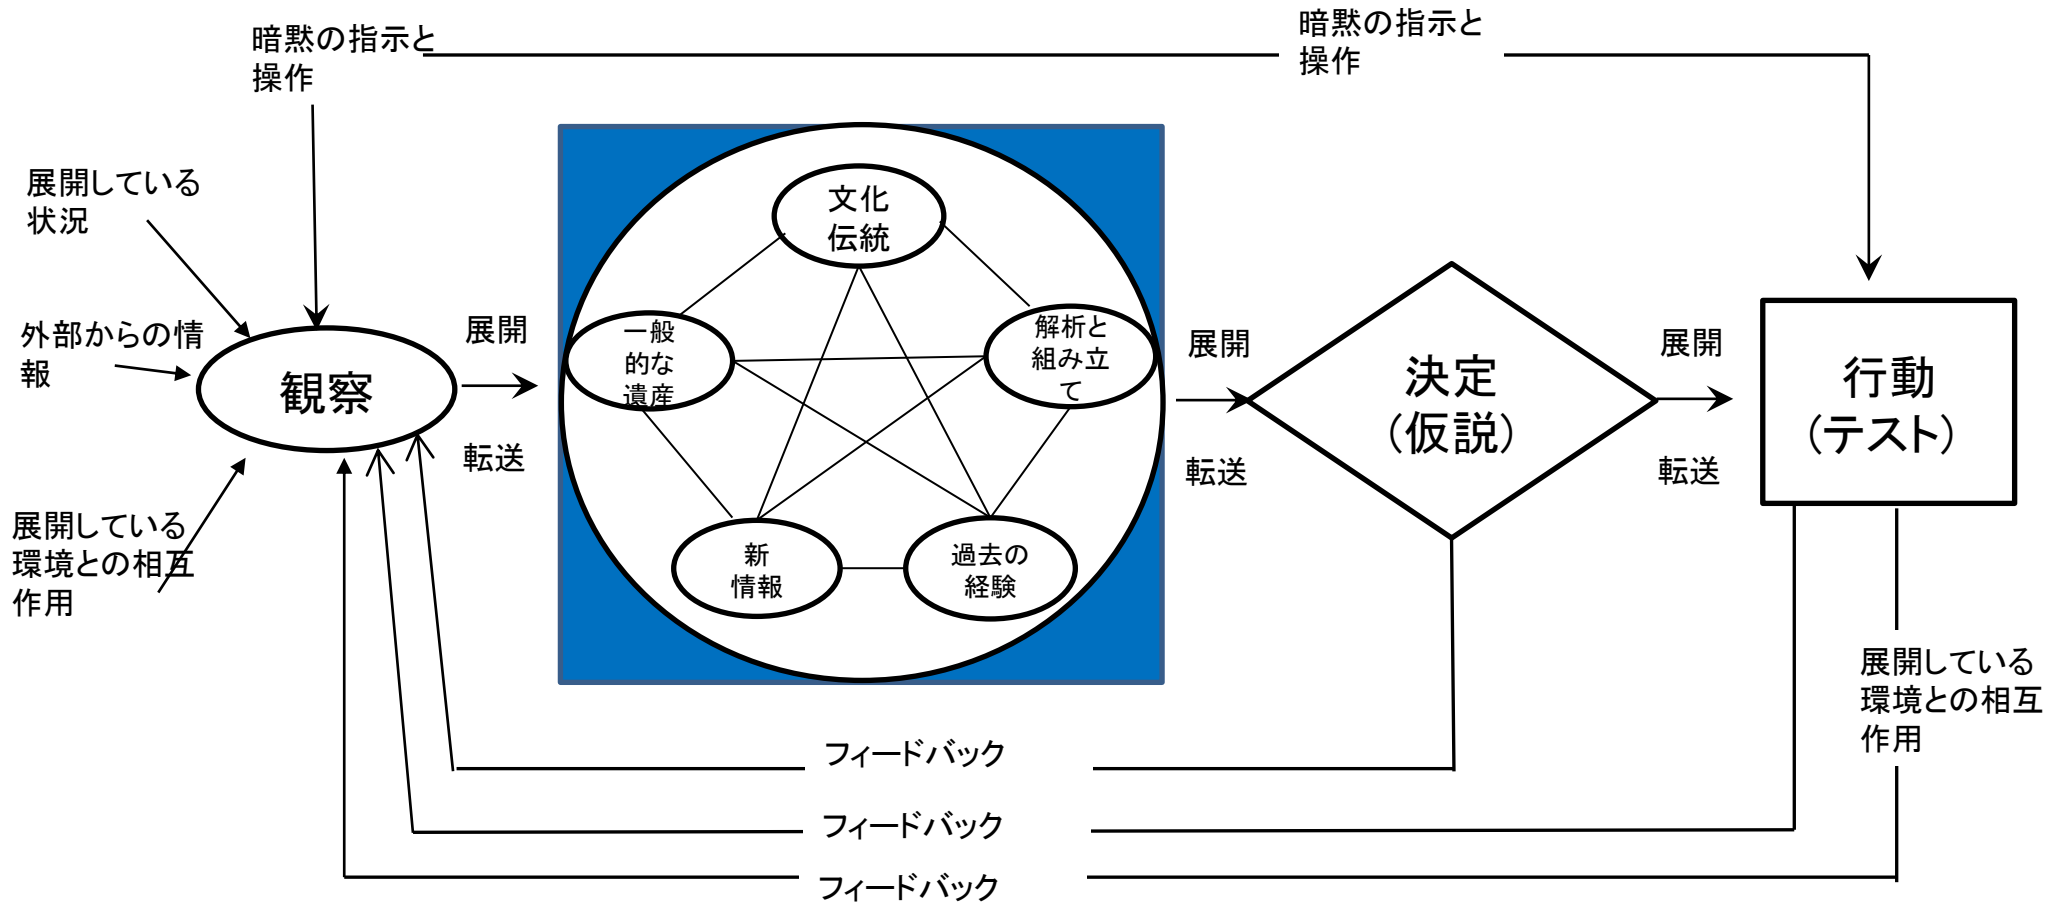 暗黙の指示と
操作
暗黙の指示と
操作
展開している
状況
外部からの情
報
観察
展開している
環境との相互
作用
展開
転送
文化
伝統
一般
的な
遺産
解析と
組み立
て
新
情報
過去の
経験
展開
転送
決定
（仮説）
展開
転送
行動
（テスト）
展開している
環境との相互
作用
フィードバック
フィードバック
フィードバック